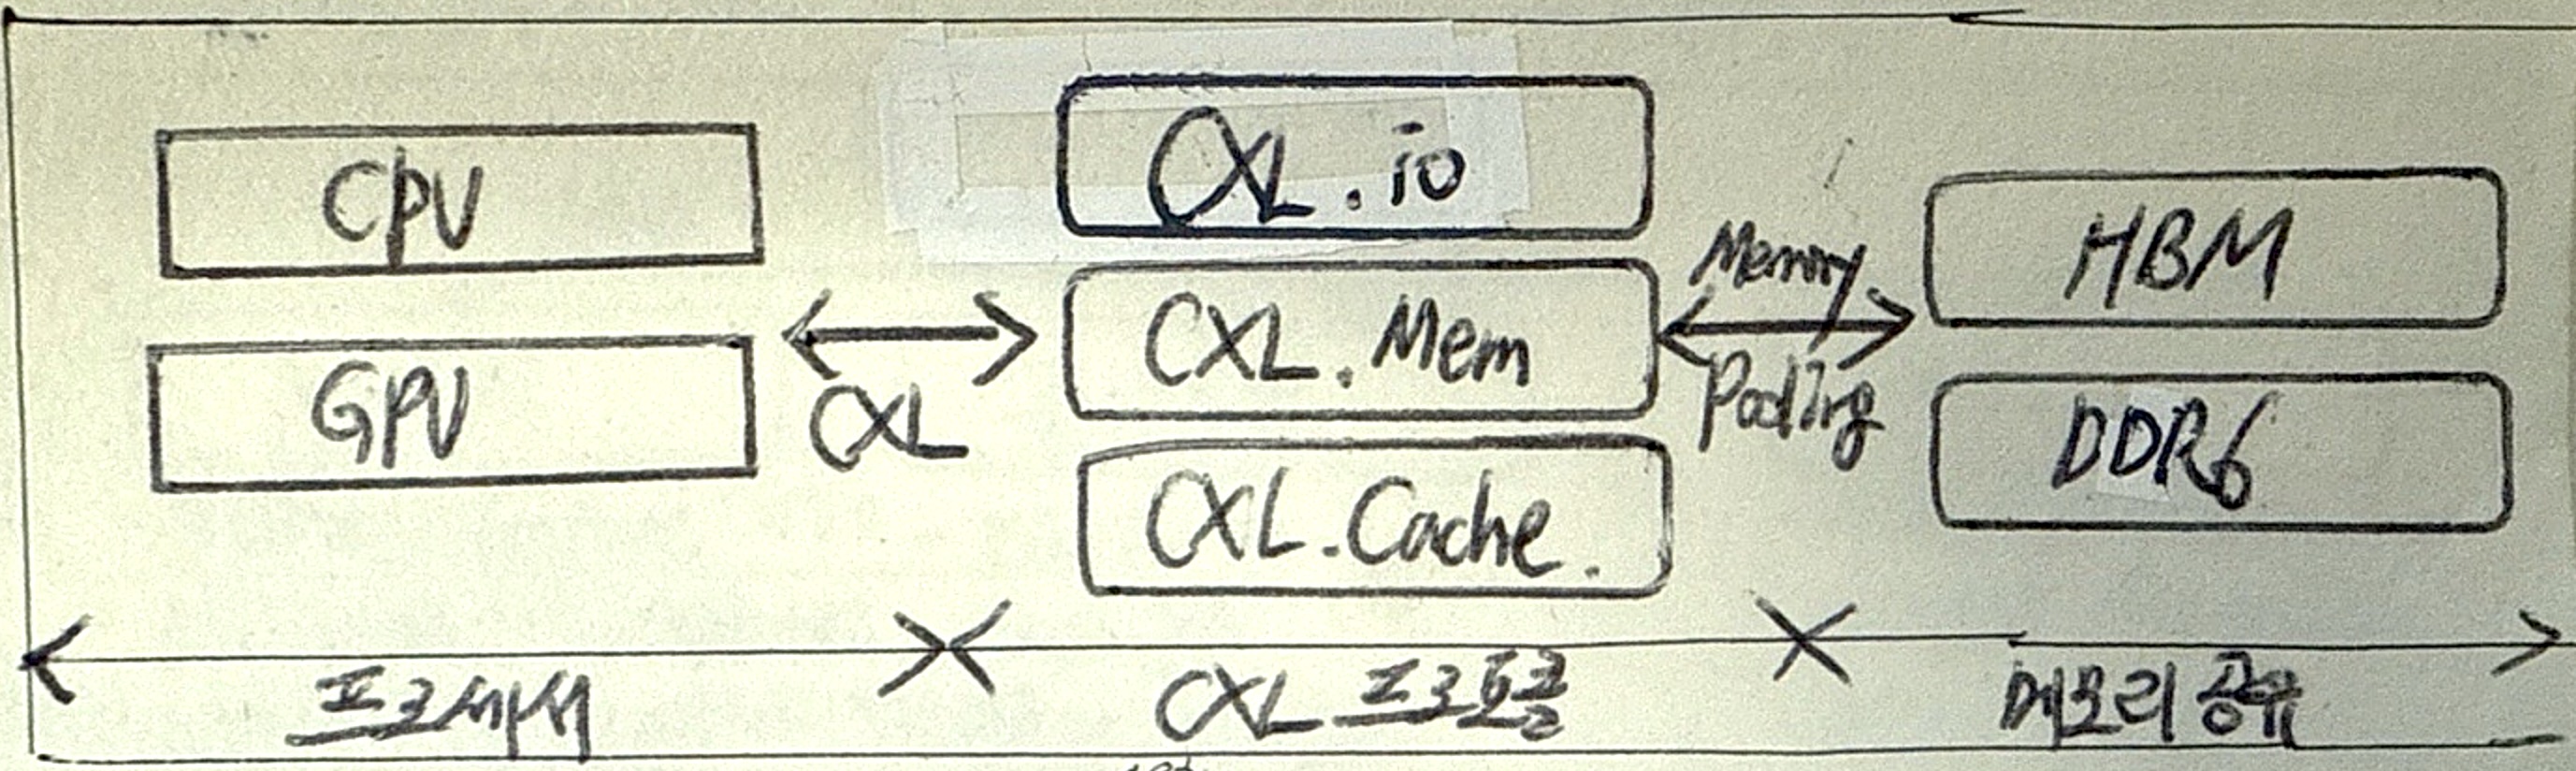 CPU
GPU
CXL
CXL.io
CXL.Mem
CXL.Cache.
Memory
Pooling
HBM
DDR6
프로세서
CXL 프로토콜
메모리 공유